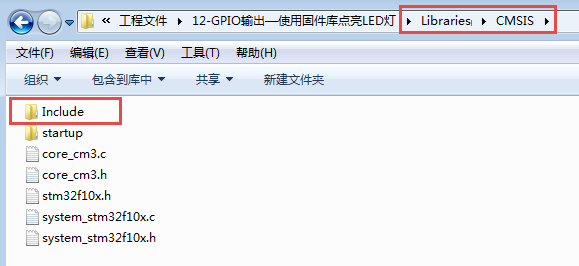 « 工程文件 ▸ 12-GPIO输出—使用固件库点亮LED灯 ▸ Libraries ▸ CMSIS ▸
文件(F) 编辑(E) 查看(V) 工具(T) 帮助(H)
组织 包含到库中 共享 新建文件夹
Include
startup
core_cm3.c
core_cm3.h
stm32f10x.h
system_stm32f10x.c
system_stm32f10x.h